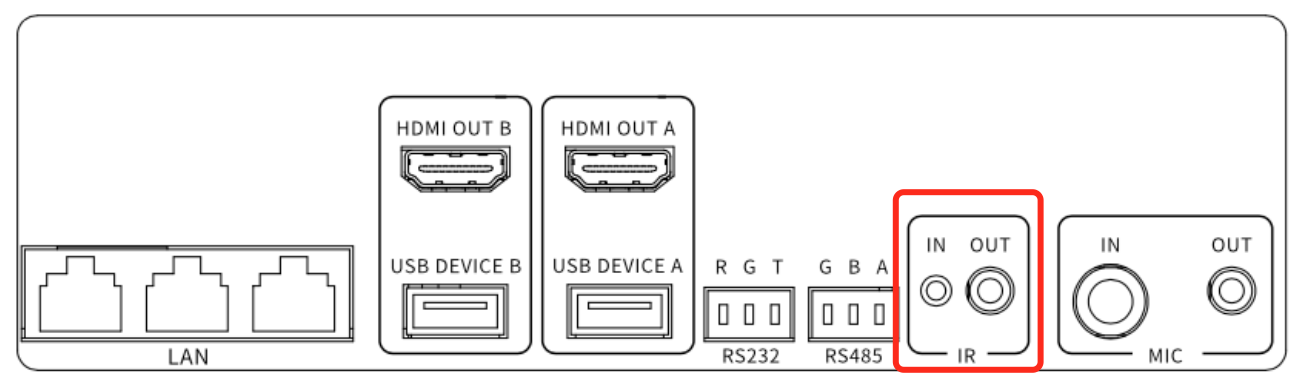 HDMI OUT B
HDMI OUT A
IN OUT
IN OUT
USB DEVICE B
USB DEVICE A
R G T
G B A
LAN
RS232
RS485
IR
MIC